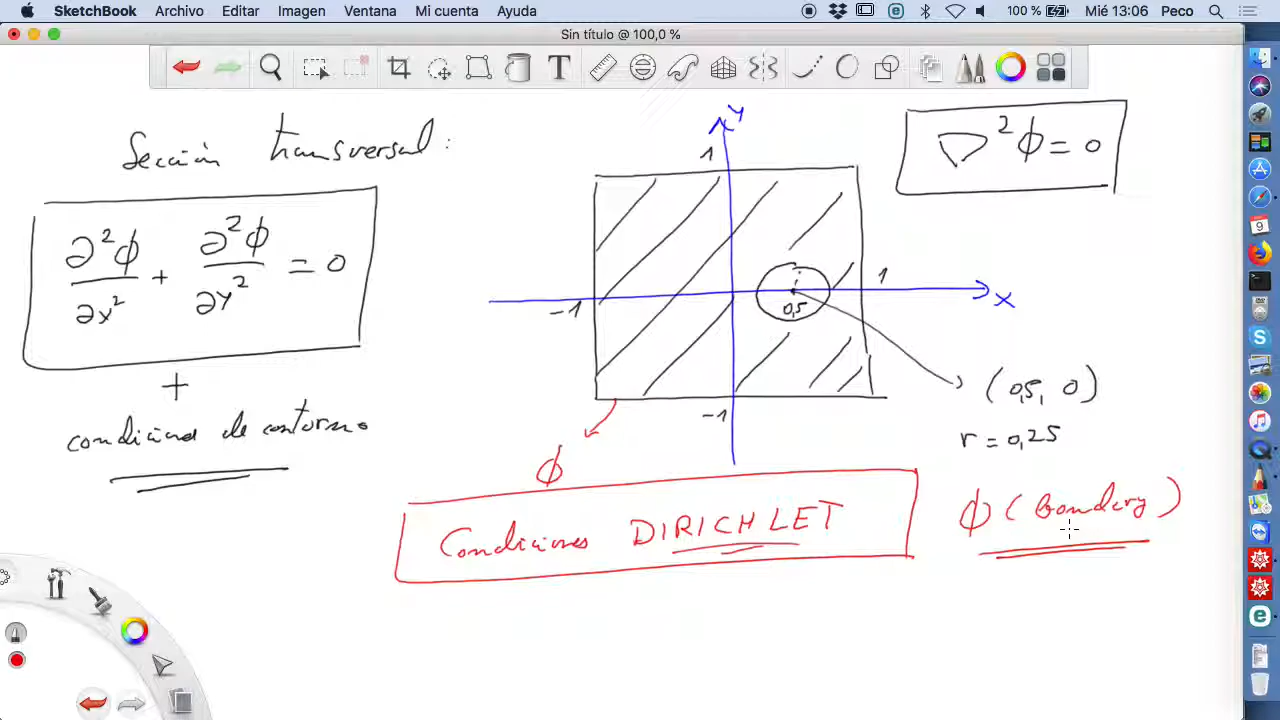 SketchBook Archivo Editar Imagen Ventana Mi cuenta Ayuda 100 % Mié 13:06 Peco
Sin título @ 100,0 %
Sección transversal:
∂²φ/∂x² + ∂²φ/∂y² = 0
+
condiciones de contorno
y
1
-1
0,5
1
x
-1
∇²φ = 0
(0,5, 0)
r = 0,25
φ
Condiciones DIRICHLET
φ (Boundary)
9